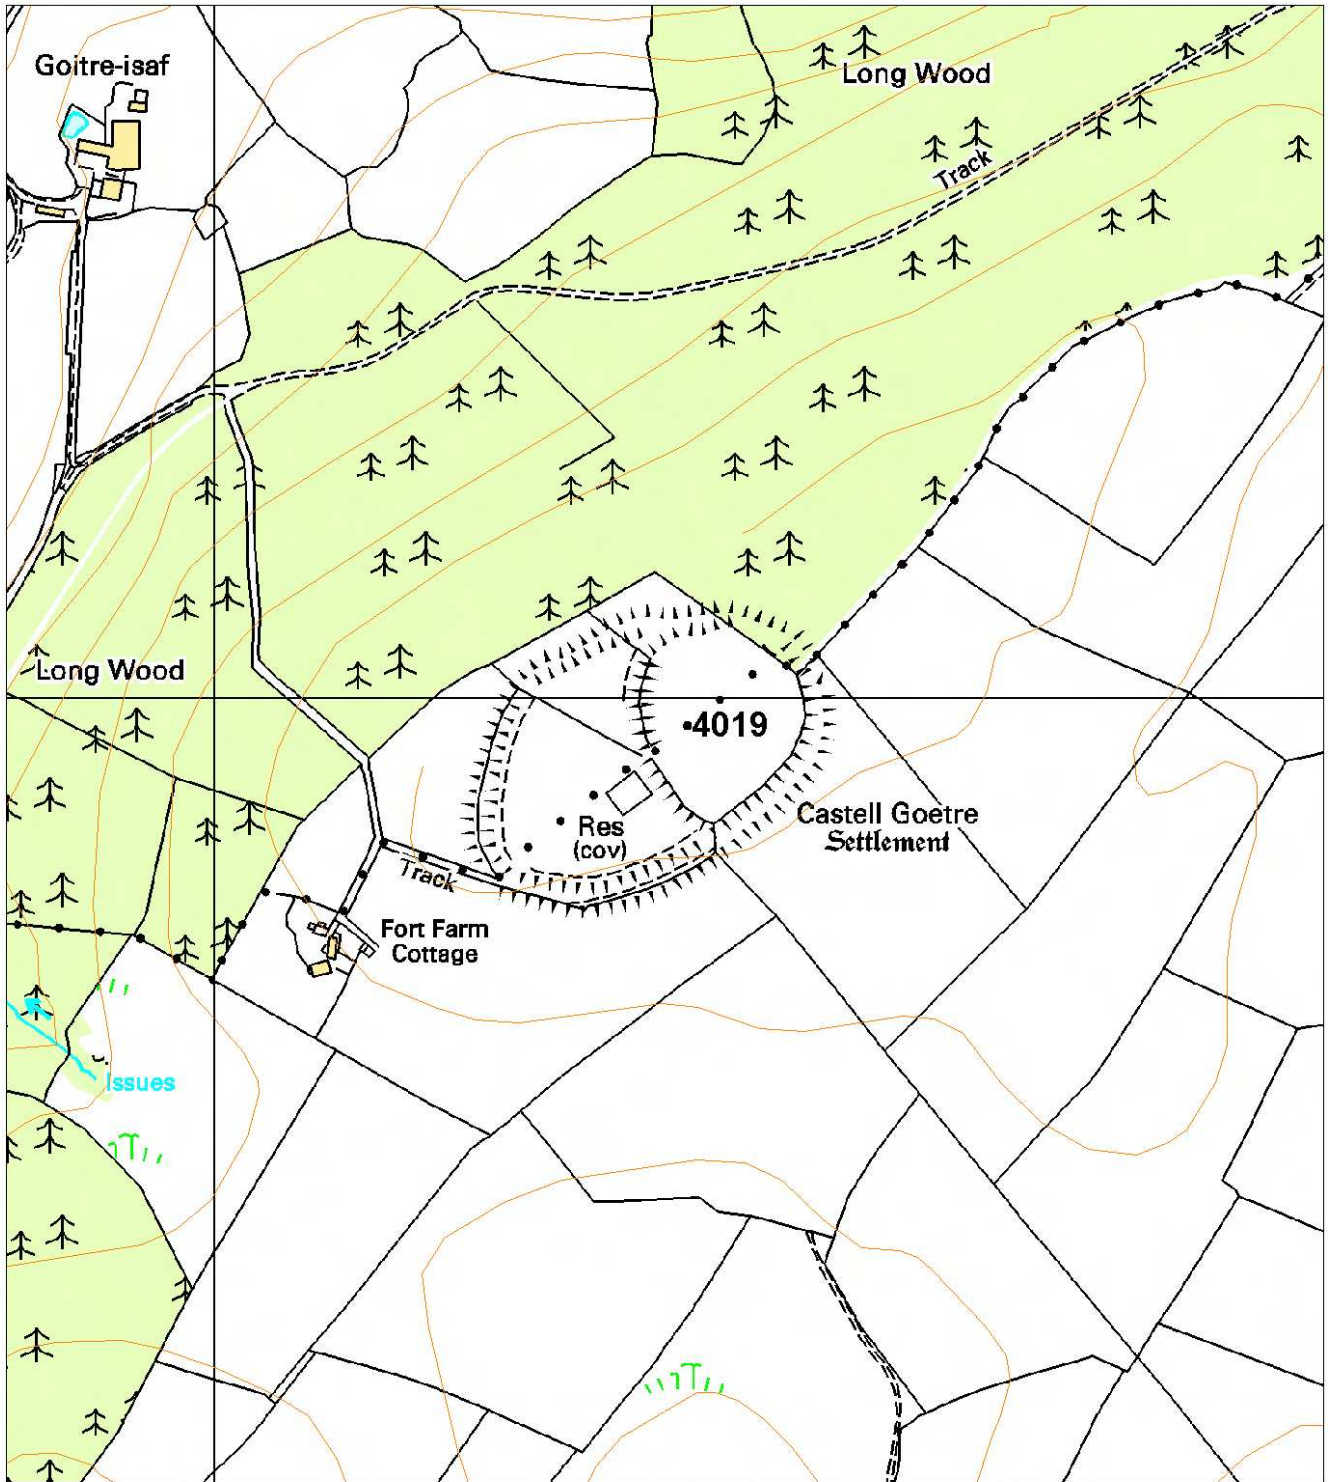 Goitre-isaf
Long Wood
Track
Long Wood
4019
Castell Goetre
Settlement
Res
(cov)
Track
Fort Farm
Cottage
Issues